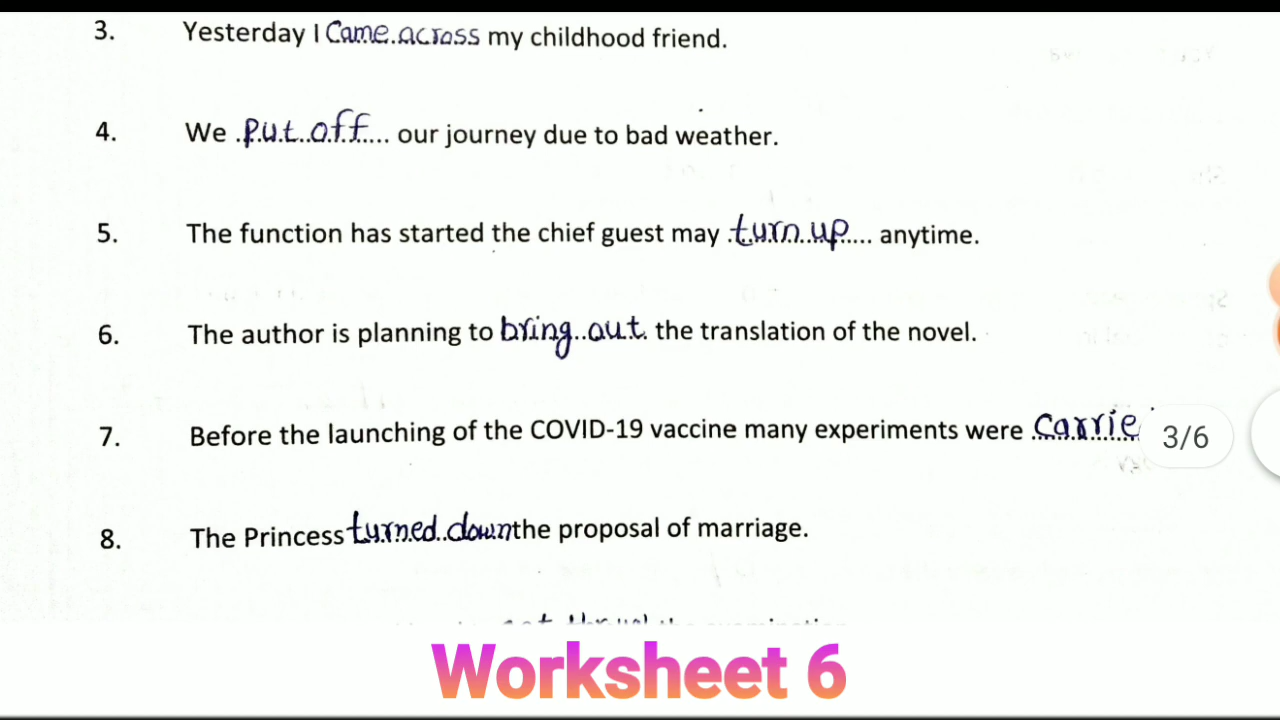 3. Yesterday I Came across my childhood friend.
4. We put off our journey due to bad weather.
5. The function has started the chief guest may turn up anytime.
6. The author is planning to bring out the translation of the novel.
7. Before the launching of the COVID-19 vaccine many experiments were carrie 3/6
8. The Princess turned down the proposal of marriage.
Worksheet 6